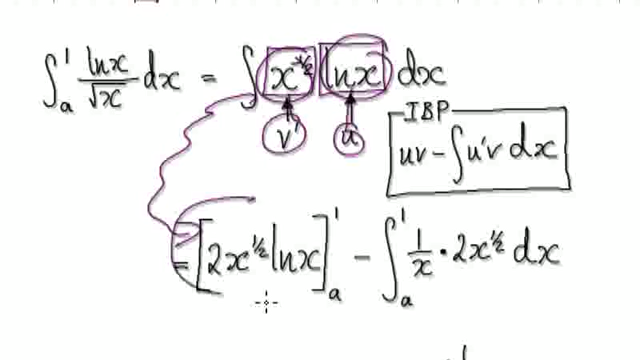 ∫ₐ¹ lnx/√x dx = ∫ x^-1/2 lnx dx
v' u
IBP
uv - ∫u'v dx
= [2x^1/2 lnx]ₐ¹ - ∫ₐ¹ 1/x · 2x^1/2 dx